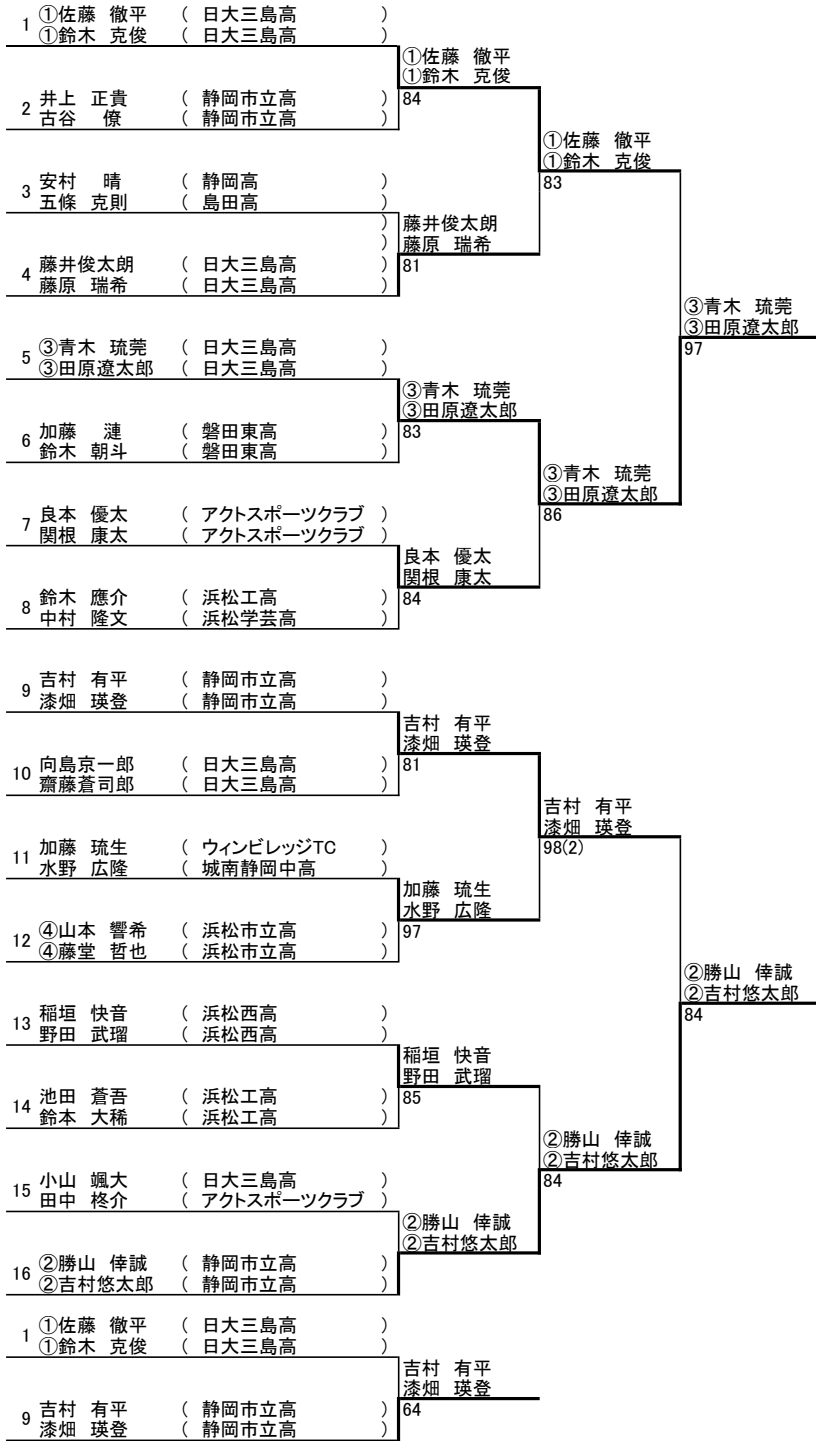 1 ①佐藤 徹平 ( 日大三島高 )
①鈴木 克俊 ( 日大三島高 )
①佐藤 徹平
①鈴木 克俊
84
2 井上 正貴 ( 静岡市立高 )
古谷 僚 ( 静岡市立高 )
①佐藤 徹平
①鈴木 克俊
83
3 安村 晴 ( 静岡高 )
五條 克則 ( 島田高 )
)
)
藤井俊太朗
藤原 瑞希
81
4 藤井俊太朗 ( 日大三島高 )
藤原 瑞希 ( 日大三島高 )
③青木 琉莞
③田原遼太郎
97
5 ③青木 琉莞 ( 日大三島高 )
③田原遼太郎 ( 日大三島高 )
③青木 琉莞
③田原遼太郎
83
6 加藤 漣 ( 磐田東高 )
鈴木 朝斗 ( 磐田東高 )
③青木 琉莞
③田原遼太郎
86
7 良本 優太 ( アクトスポーツクラブ )
関根 康太 ( アクトスポーツクラブ )
良本 優太
関根 康太
84
8 鈴木 應介 ( 浜松工高 )
中村 隆文 ( 浜松学芸高 )
9 吉村 有平 ( 静岡市立高 )
漆畑 瑛登 ( 静岡市立高 )
吉村 有平
漆畑 瑛登
81
10 向島京一郎 ( 日大三島高 )
齋藤蒼司郎 ( 日大三島高 )
吉村 有平
漆畑 瑛登
98(2)
11 加藤 琉生 ( ウィンビレッジTC )
水野 広隆 ( 城南静岡中高 )
加藤 琉生
水野 広隆
97
12 ④山本 響希 ( 浜松市立高 )
④藤堂 哲也 ( 浜松市立高 )
②勝山 倖誠
②吉村悠太郎
84
13 稲垣 快音 ( 浜松西高 )
野田 武瑠 ( 浜松西高 )
稲垣 快音
野田 武瑠
85
14 池田 蒼吾 ( 浜松工高 )
鈴本 大稀 ( 浜松工高 )
②勝山 倖誠
②吉村悠太郎
84
15 小山 颯大 ( 日大三島高 )
田中 柊介 ( アクトスポーツクラブ )
②勝山 倖誠
②吉村悠太郎
16 ②勝山 倖誠 ( 静岡市立高 )
②吉村悠太郎 ( 静岡市立高 )
1 ①佐藤 徹平 ( 日大三島高 )
①鈴木 克俊 ( 日大三島高 )
吉村 有平
漆畑 瑛登
64
9 吉村 有平 ( 静岡市立高 )
漆畑 瑛登 ( 静岡市立高 )